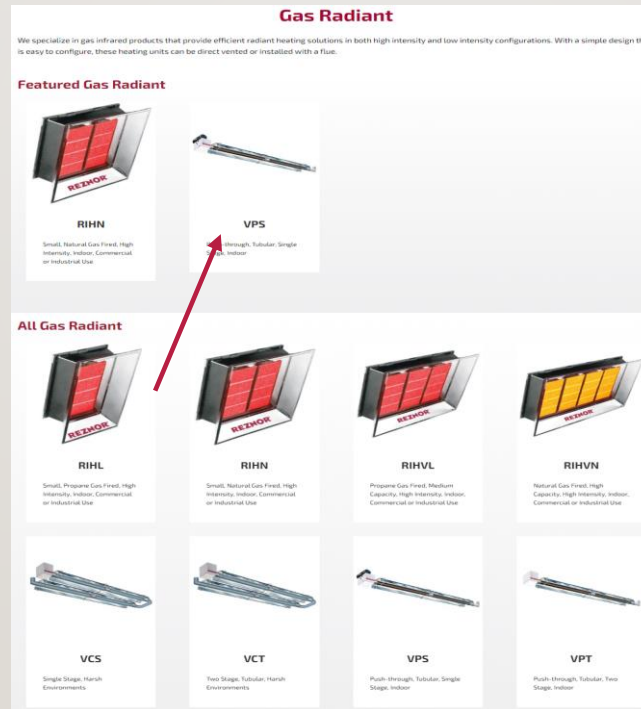 Gas Radiant
We specialize in gas infrared products that provide efficient radiant heating solutions in both high intensity and low intensity configurations. With a simple design
is easy to configure, these heating units can be direct vented or installed with a flue.
Featured Gas Radiant
REZNOR
RIHN
Small, Natural Gas Fired, High
Intensity, Indoor, Commercial
or Industrial Use
VPS
through, Tubular, Single
Indoor
All Gas Radiant
REZNOR
RIHL
Small, Propane Gas Fired, High
Intensity, Indoor, Commercial
or Industrial Use
REZNOR
RIHN
Small, Natural Gas Fired, High
Intensity, Indoor, Commercial
or Industrial Use
REZNOR
RIHVL
Propane Gas Fired, Medium
Capacity, High Intensity, Indoor,
Commercial or Industrial Use
REZNOR
RIHVN
Natural Gas Fired, High
Capacity, High Intensity, Indoor,
Commercial or Industrial Use
VCS
Single Stage, Harsh
Environments
VCT
Two Stage, Tubular, Harsh
Environments
VPS
Push-through, Tubular, Single
Stage, Indoor
VPT
Push-through, Tubular, Two
Stage, Indoor